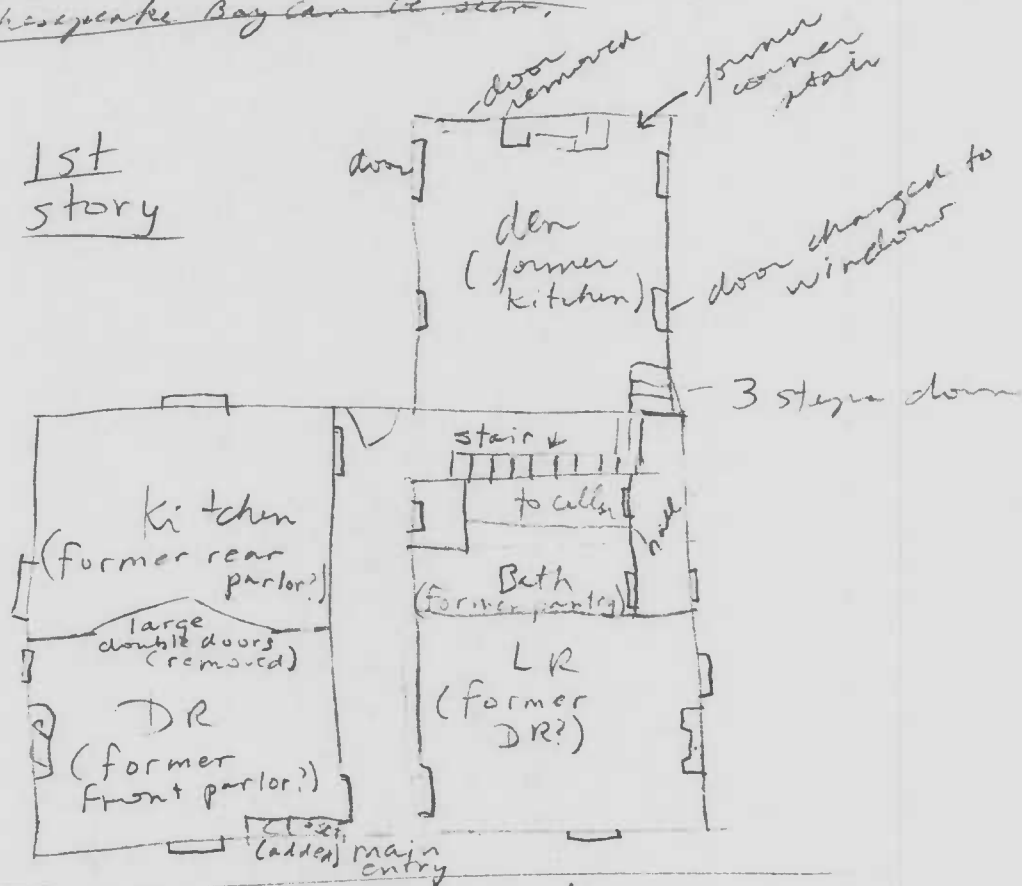 Chesapeake Bay can be seen.
1st
story
door
removed
former
corner
stair
door
den
(former
kitchen)
door changed to
window
3 steps down
stair
to cellar
hall
Kitchen
(former rear
parlor?)
large
double doors
(removed)
Bath
(former pantry)
LR
(former
DR?)
DR
(former
front parlor?)
closet
(added)
main
entry